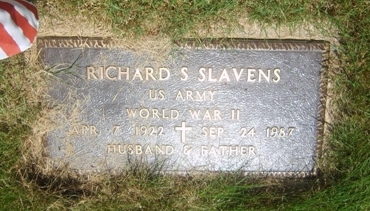 RICHARD S SLAVENS
US ARMY
WORLD WAR II
APR 7 1922 ✝ SEP 24 1987
HUSBAND & FATHER